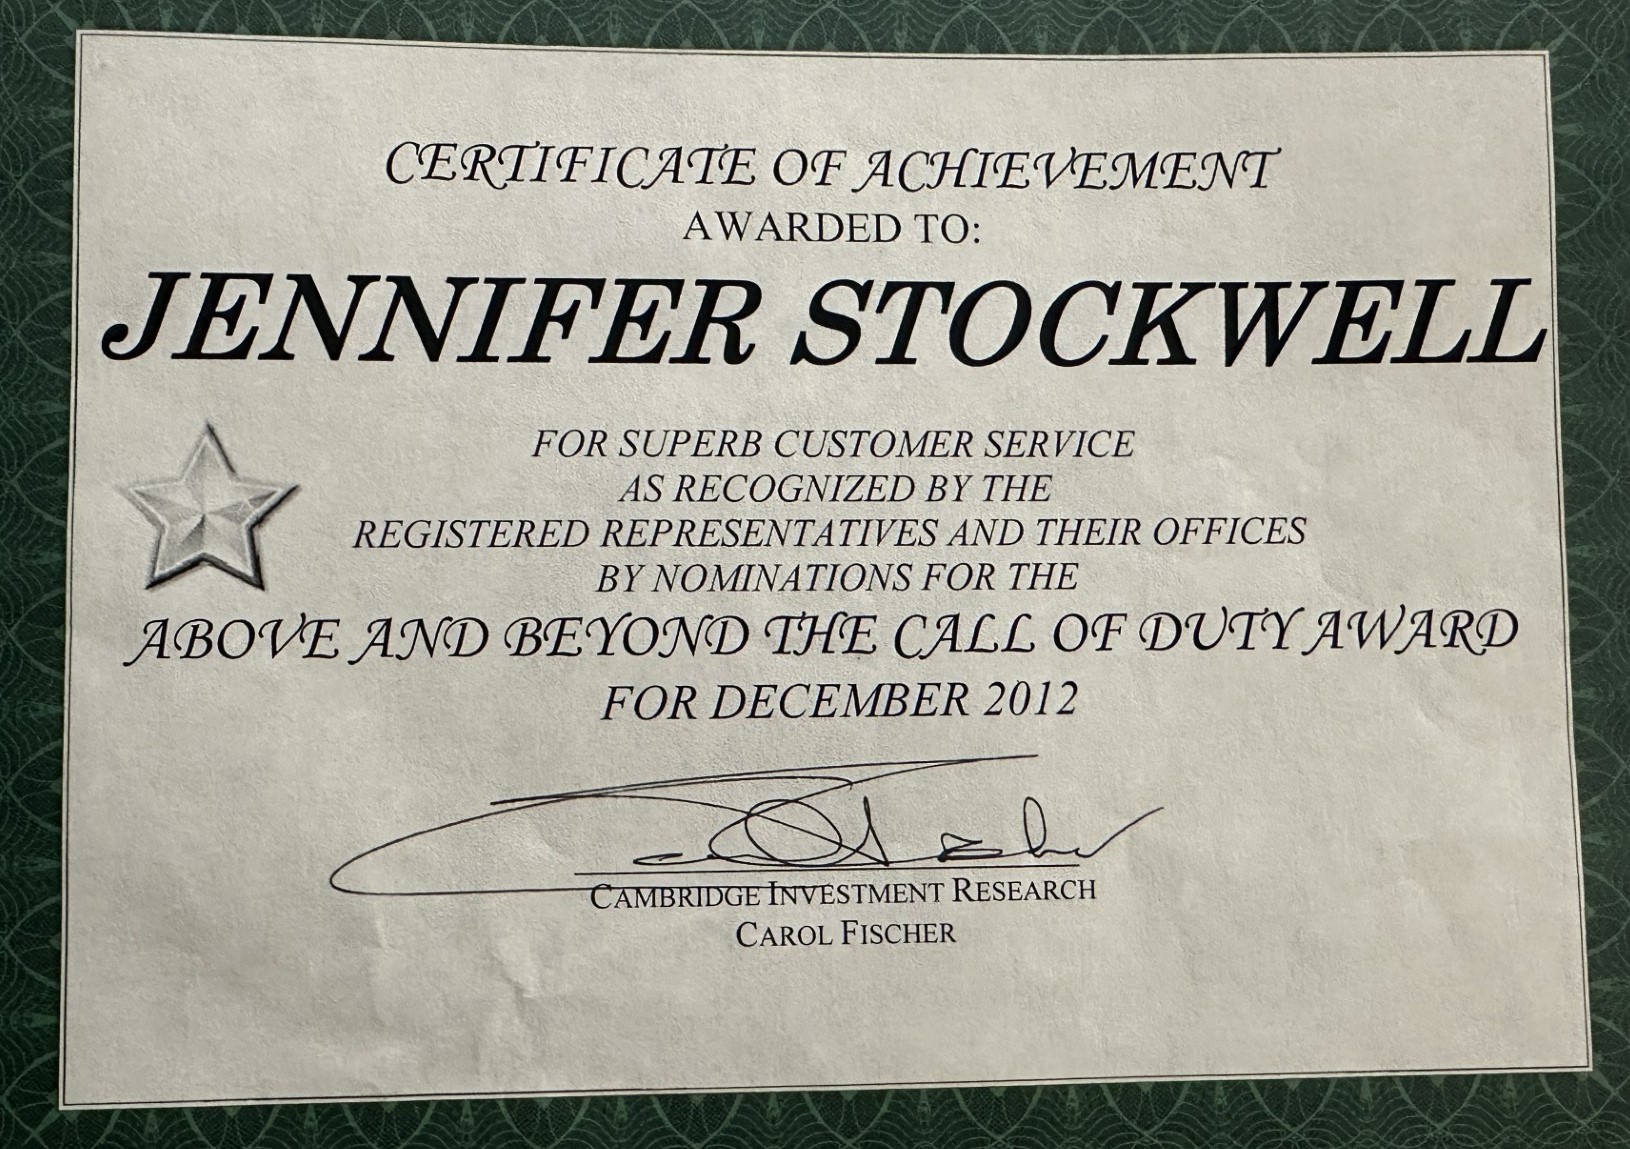 CERTIFICATE OF ACHIEVEMENT
AWARDED TO:
JENNIFER STOCKWELL
FOR SUPERB CUSTOMER SERVICE
AS RECOGNIZED BY THE
REGISTERED REPRESENTATIVES AND THEIR OFFICES
BY NOMINATIONS FOR THE
ABOVE AND BEYOND THE CALL OF DUTY AWARD
FOR DECEMBER 2012
CAMBRIDGE INVESTMENT RESEARCH
CAROL FISCHER